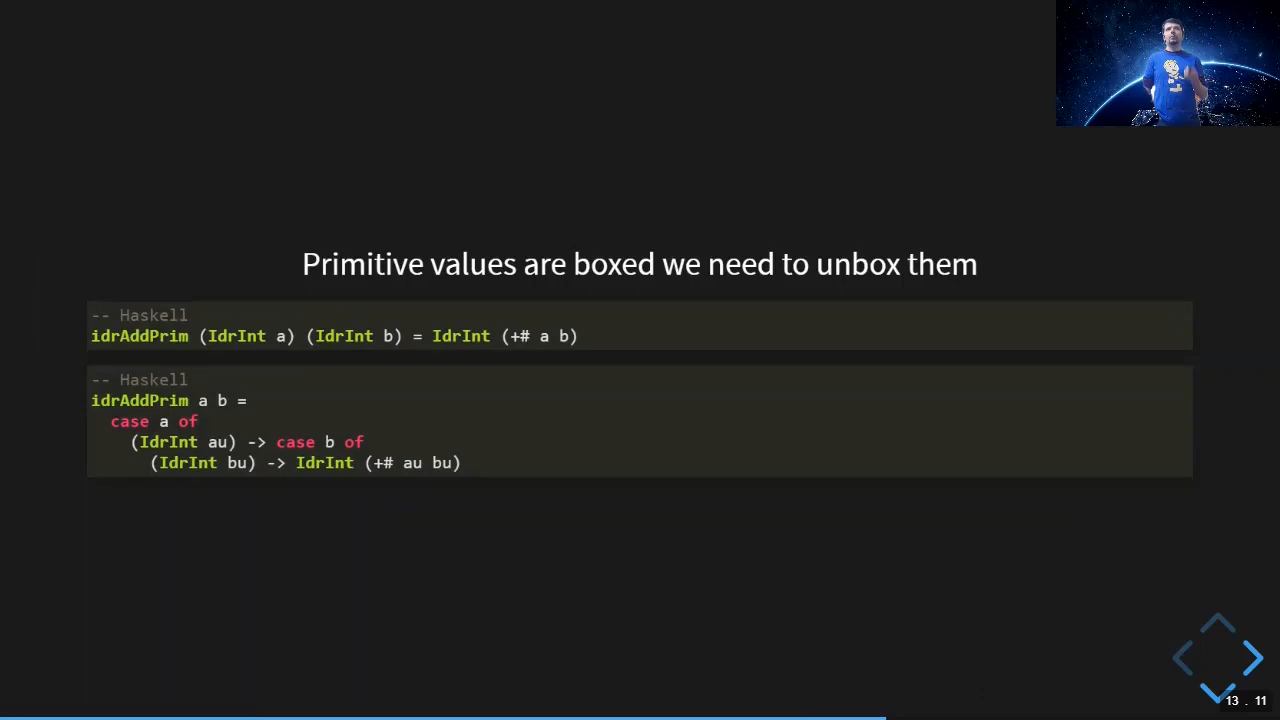 Primitive values are boxed we need to unbox them
-- Haskell
idrAddPrim (IdrInt a) (IdrInt b) = IdrInt (+# a b)
-- Haskell
idrAddPrim a b =
  case a of
    (IdrInt au) -> case b of
      (IdrInt bu) -> IdrInt (+# au bu)
13 . 11